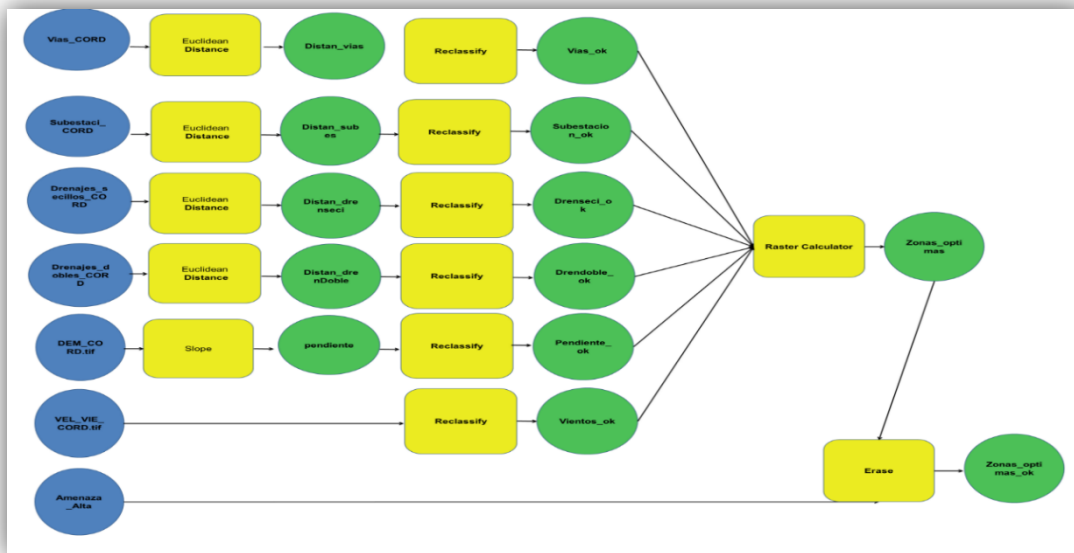 Vias_CORD
Euclidean
Distance
Distan_vias
Reclassify
Vias_ok
Subestaci_
CORD
Euclidean
Distance
Distan_sub
es
Reclassify
Subestacio
n_ok
Drenajes_s
ecillos_CO
RD
Euclidean
Distance
Distan_dre
nseci
Reclassify
Drenseci_o
k
Raster Calculator
Zonas_opti
mas
Drenajes_d
obles_COR
D
Euclidean
Distance
Distan_dre
nDoble
Reclassify
Drendoble_
ok
DEM_CO
RD.tif
Slope
pendiente
Reclassify
Pendiente_
ok
VEL_VIE_
CORD.tif
Reclassify
Vientos_ok
Erase
Zonas_opti
mas_ok
Amenaza
_Alta